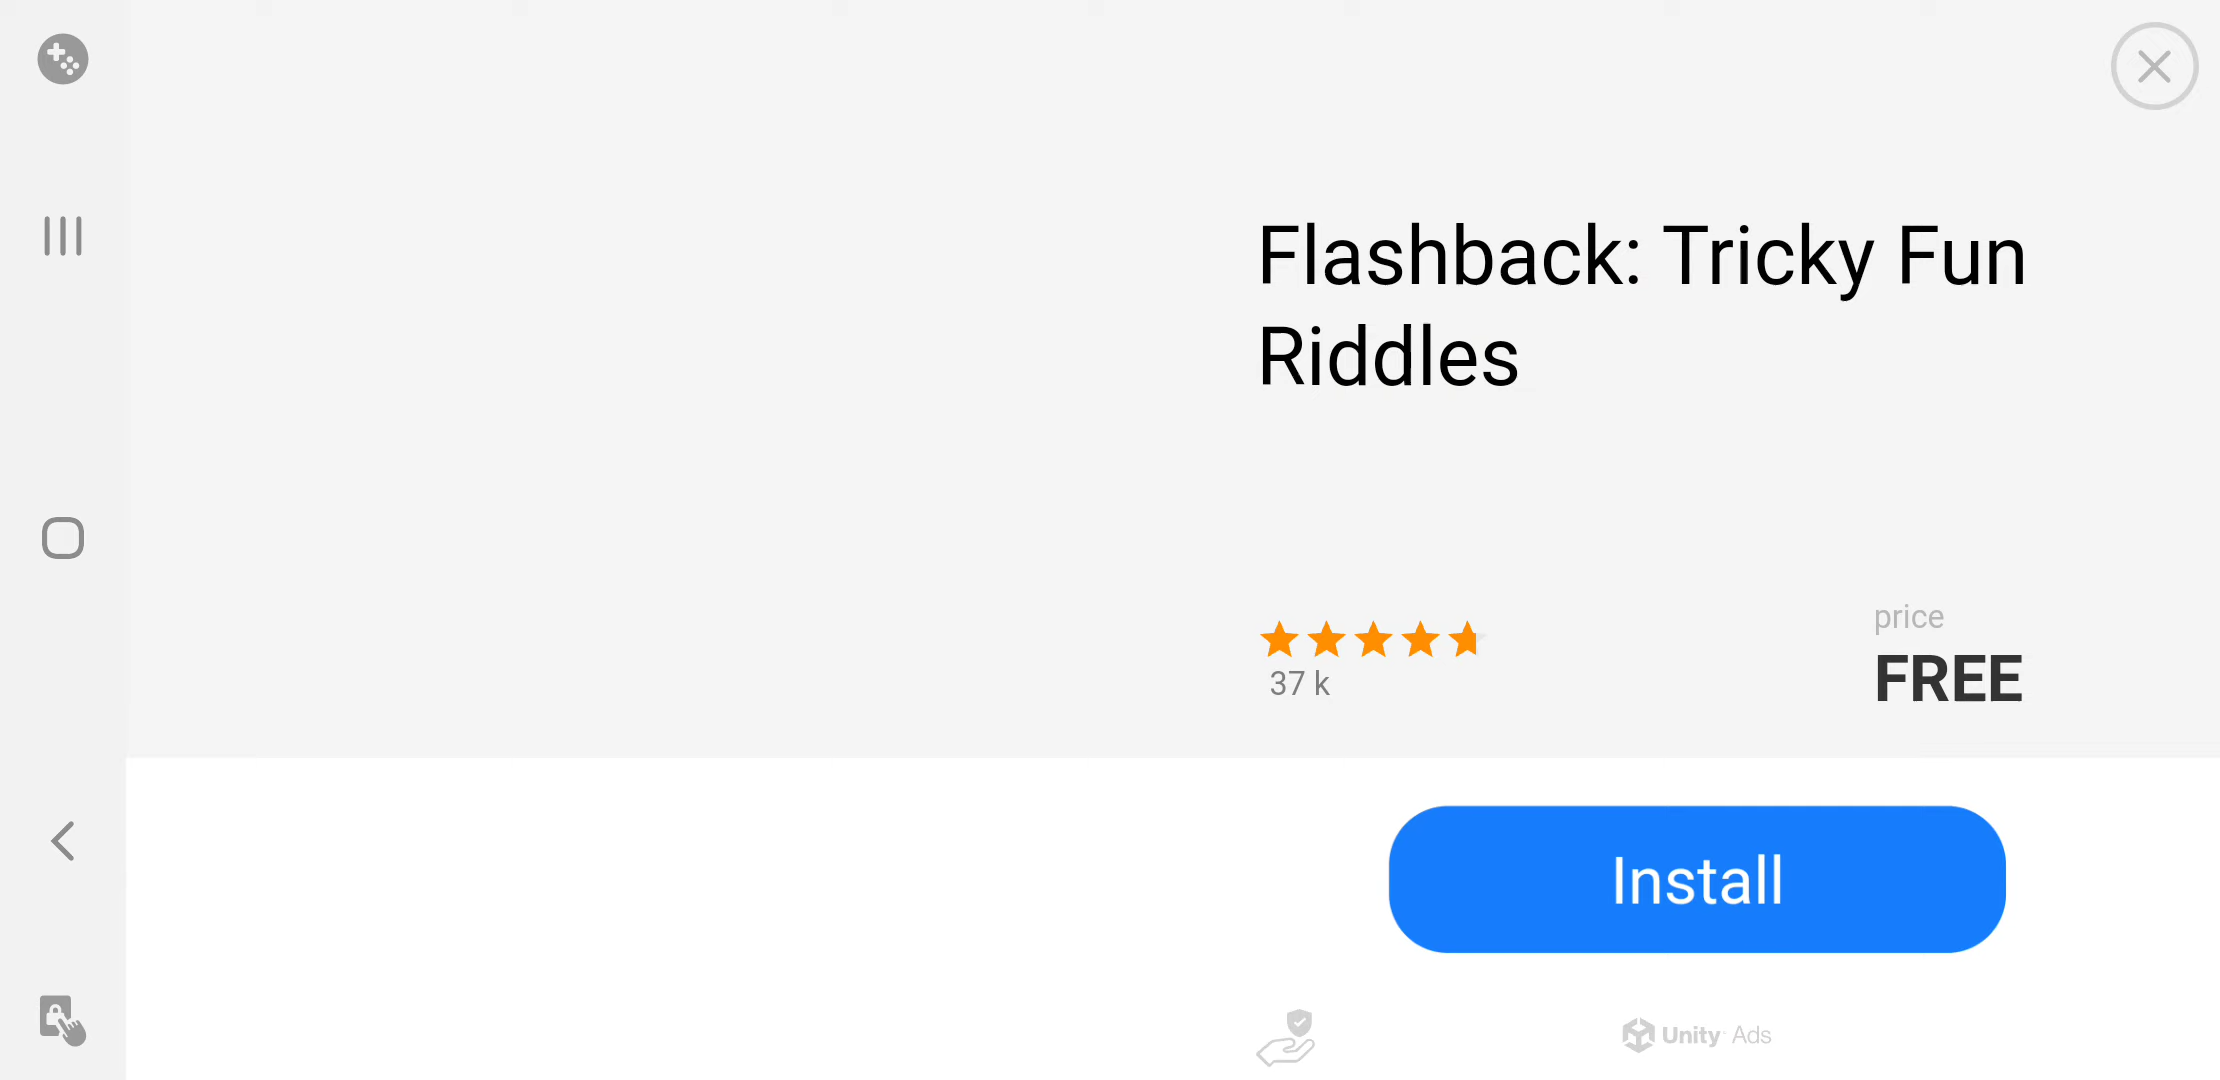 Flashback: Tricky Fun
Riddles
37 k
price
FREE
Install
Unity Ads